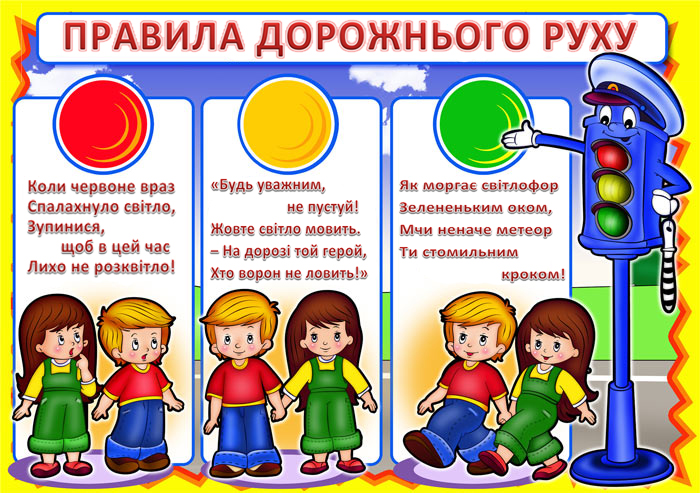 ПРАВИЛА ДОРОЖНЬОГО РУХУ
Коли червоне враз
Спалахнуло світло,
Зупинися,
щоб в цей час
Лихо не розквітло!
«Будь уважним,
не пустуй!
Жовте світло мовить.
– На дорозі той герой,
Хто ворон не ловить!»
Як моргає світлофор
Зелененьким оком,
Мчи неначе метеор
Ти стомильним
кроком!